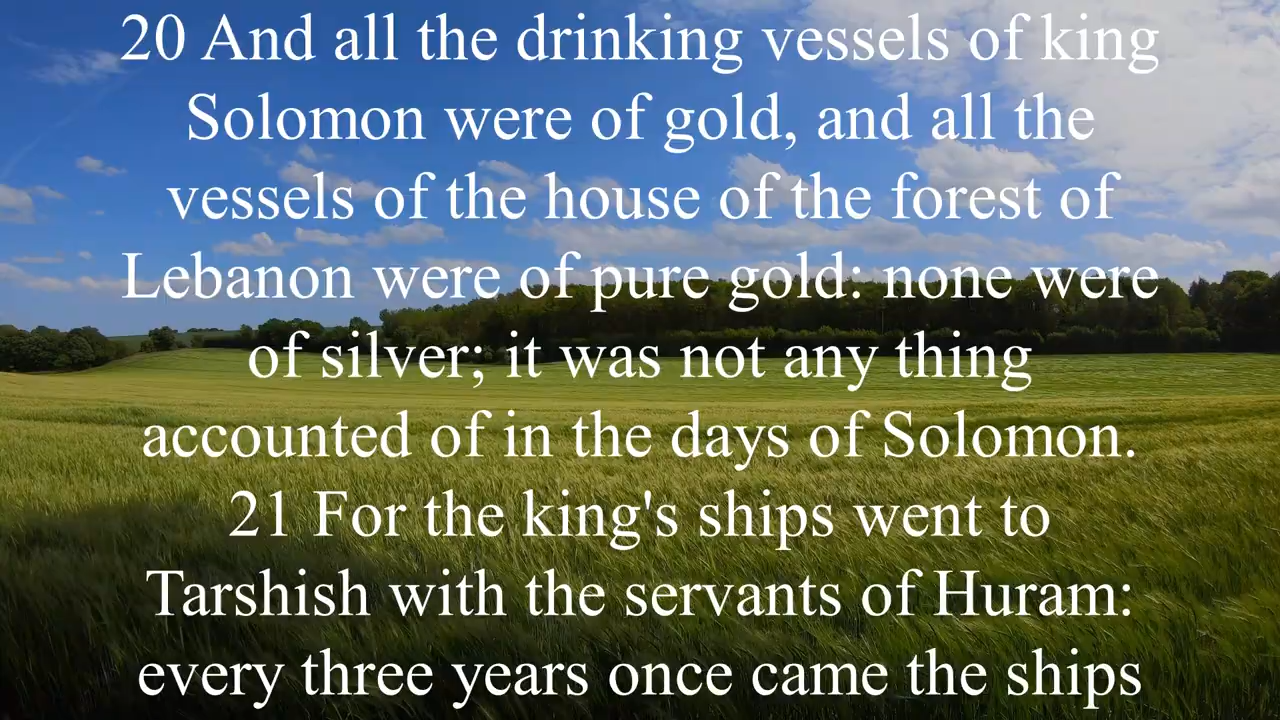 20 And all the drinking vessels of king
Solomon were of gold, and all the
vessels of the house of the forest of
Lebanon were of pure gold: none were
of silver; it was not any thing
accounted of in the days of Solomon.
21 For the king's ships went to
Tarshish with the servants of Huram:
every three years once came the ships